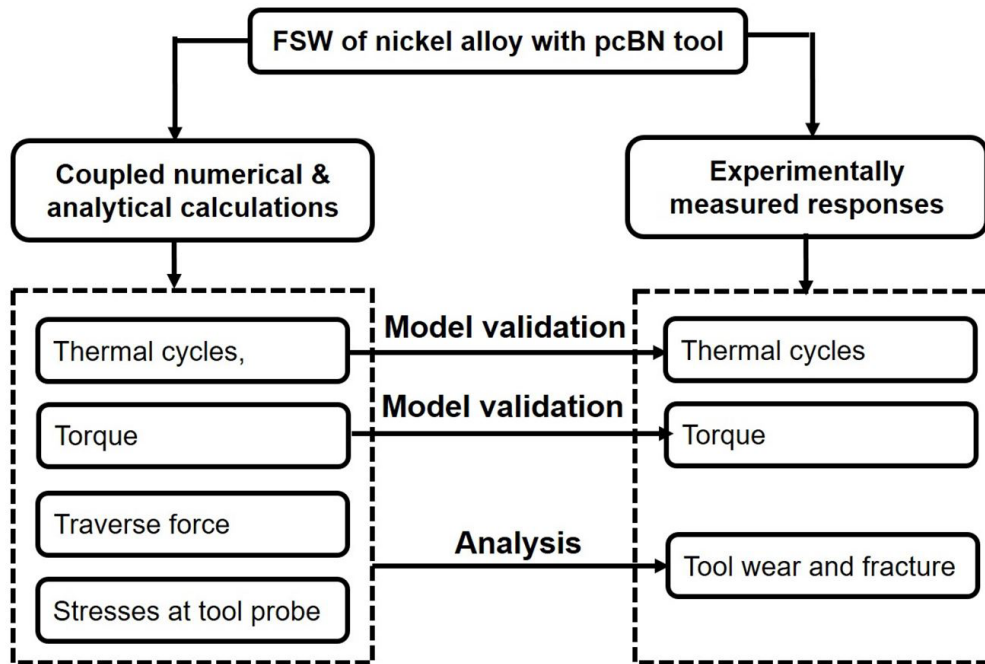 FSW of nickel alloy with pcBN tool
Coupled numerical &
analytical calculations
Experimentally
measured responses
Thermal cycles,
Model validation
Thermal cycles
Torque
Model validation
Torque
Traverse force
Analysis
Tool wear and fracture
Stresses at tool probe